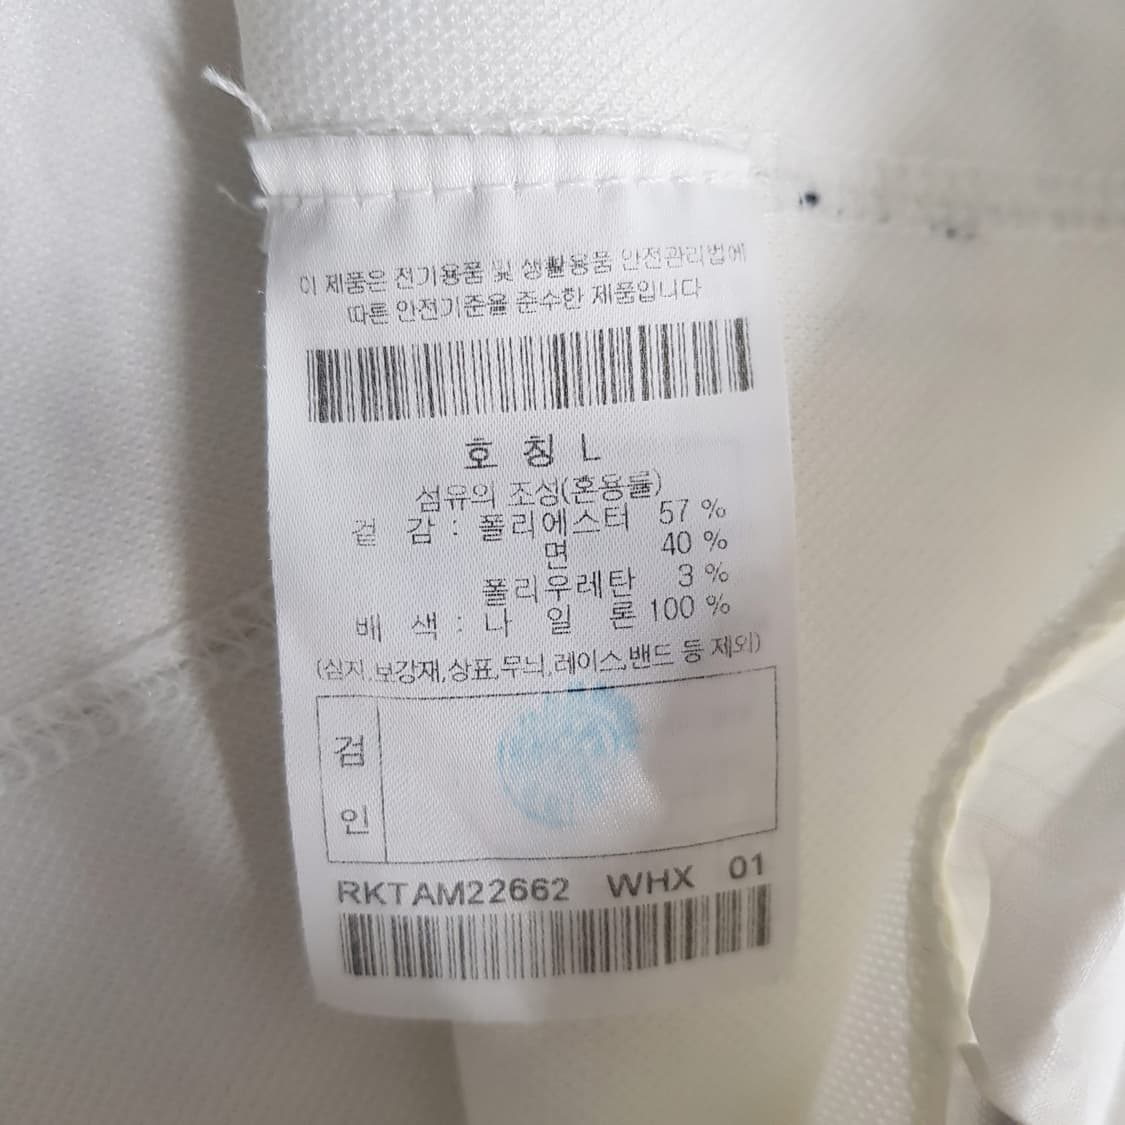 이 제품은 전기용품 및 생활용품 안전관리법에
따른 안전기준을 준수한 제품입니다
호 칭 L
섬유의 조성(혼용률)
겉 감 : 폴리에스터 57 %
면 40 %
폴리우레탄 3 %
배 색 : 나 일 론 100 %
(심지,보강재,상표,무늬,레이스,밴드 등 제외)
검
인
RKTAM22662 WHX 01